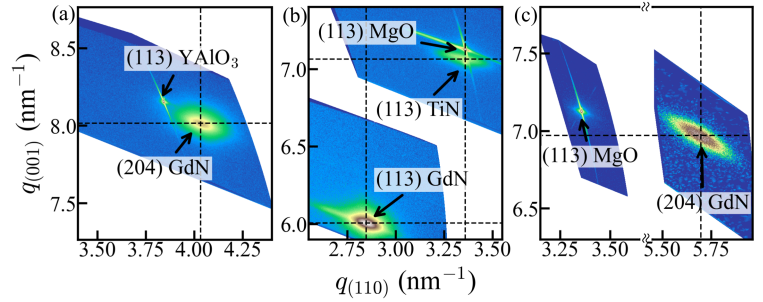 (a)
(b)
(c)
8.5
8.0
7.5
(113) YAlO3
(204) GdN
3.50
3.75
4.00
4.25
7.0
6.5
6.0
(113) MgO
(113) TiN
(113) GdN
2.75
3.00
3.25
3.50
7.5
7.0
6.5
(113) MgO
(204) GdN
3.25
3.50
5.50
5.75
q(001) (nm−1)
q(110) (nm−1)